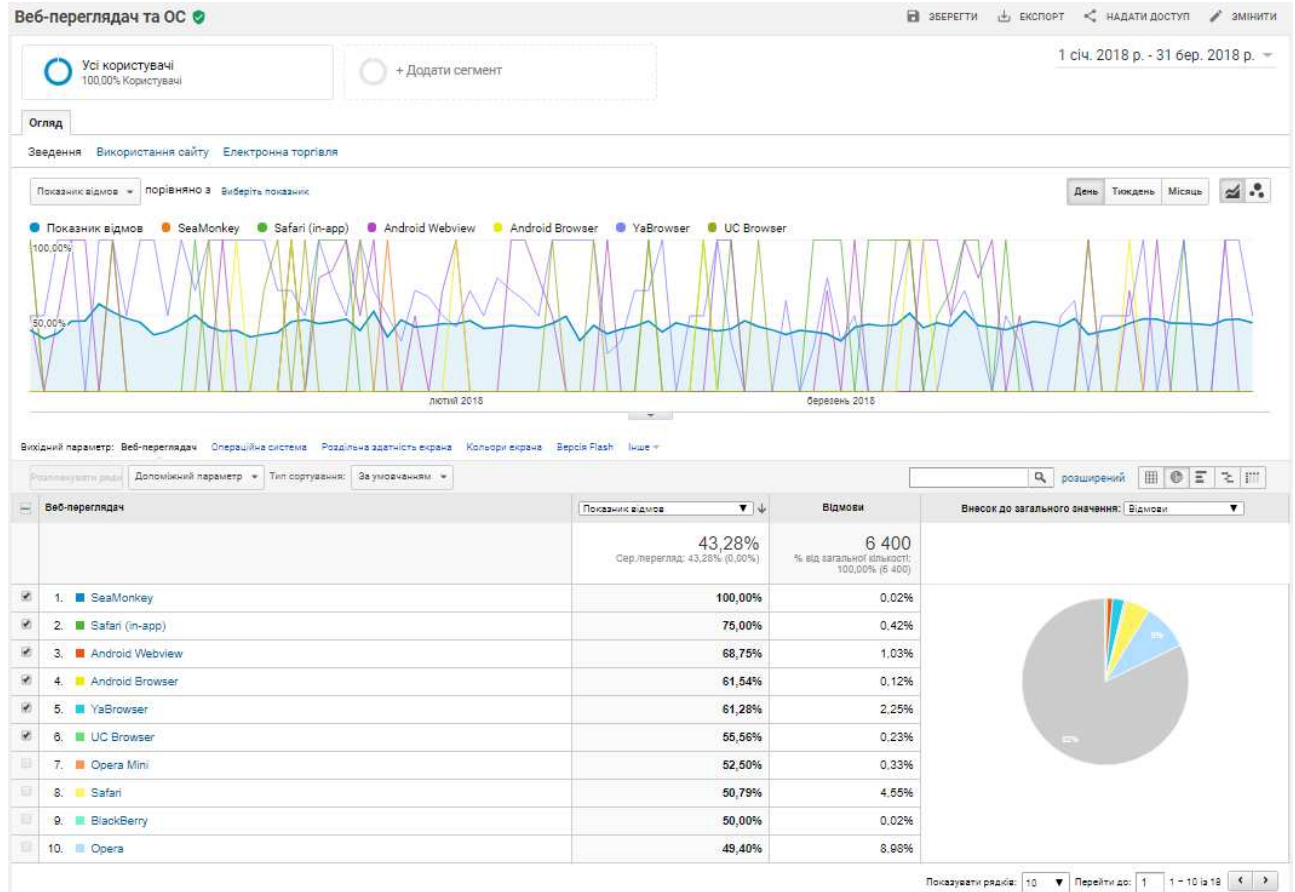 Веб-переглядач та ОС
ЗБЕРЕГТИ ЕКСПОРТ НАДАТИ ДОСТУП ЗМІНИТИ
Усі користувачі
100,00% Користувачі
+ Додати сегмент
1 січ. 2018 р. - 31 бер. 2018 р.
Огляд
Зведення Використання сайту Електронна торгівля
Показник відмов порівняно з Виберіть показник
День Тиждень Місяць
Показник відмов SeaMonkey Safari (in-app) Android Webview Android Browser YaBrowser UC Browser
100,00%
50,00%
лютий 2018 березень 2018
Вихідний параметр: Веб-переглядач Операційна система Роздільна здатність екрана Кольори екрана Версія Flash Інше
Допоміжний параметр Тип сортування: За умовчанням розширений
Веб-переглядач Показник відмов Відмови Внесок до загального значення: Відмови
43,28% 6 400
Сер./перегляд: 43,28% (0,00%) % від загальної кількості: 100,00% (6 400)
1. SeaMonkey 100,00% 0,02%
2. Safari (in-app) 75,00% 0,42%
3. Android Webview 68,75% 1,03%
4. Android Browser 61,54% 0,12%
5. YaBrowser 61,28% 2,25%
6. UC Browser 55,56% 0,23%
7. Opera Mini 52,50% 0,33%
8. Safari 50,79% 4,55%
9. BlackBerry 50,00% 0,02%
10. Opera 49,40% 8,98%
Показувати рядків: 10 Перейти до: 1 1 – 10 із 18